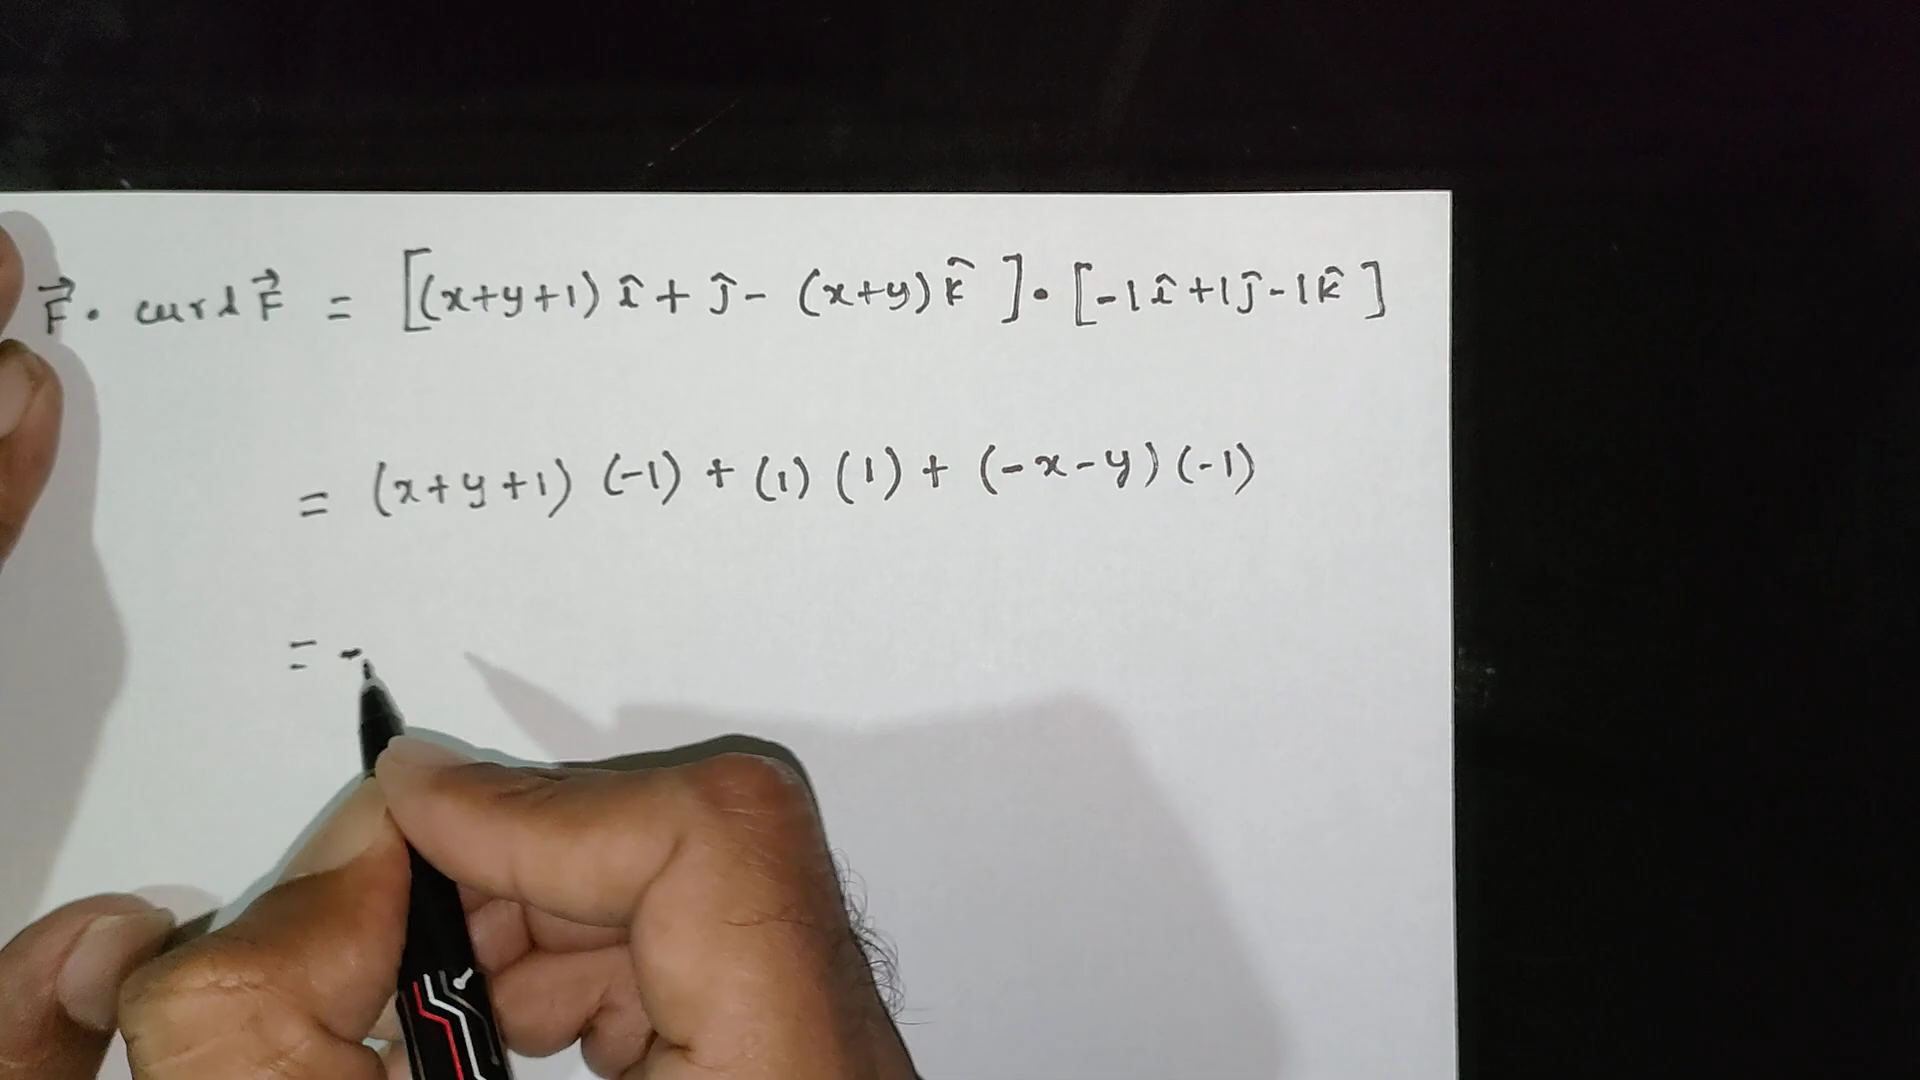 F⃗ · curl F⃗ = [(x+y+1) î + ĵ - (x+y) k̂ ] · [-1 î +1 ĵ - 1 k̂ ]
= (x+y+1) (-1) + (1) (1) + (-x-y) (-1)
= -